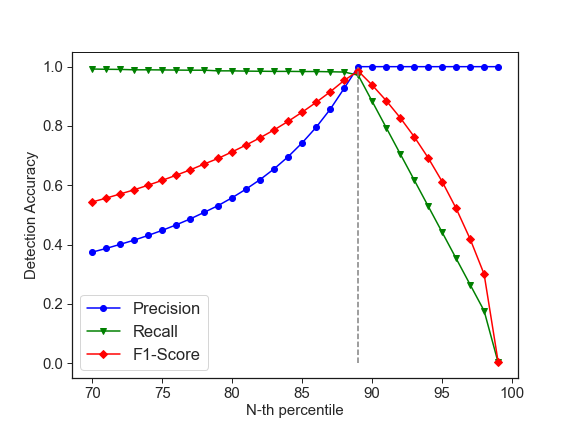 1.0
0.8
0.6
0.4
0.2
0.0
Detection Accuracy
Precision
Recall
F1-Score
70 75 80 85 90 95 100
N-th percentile